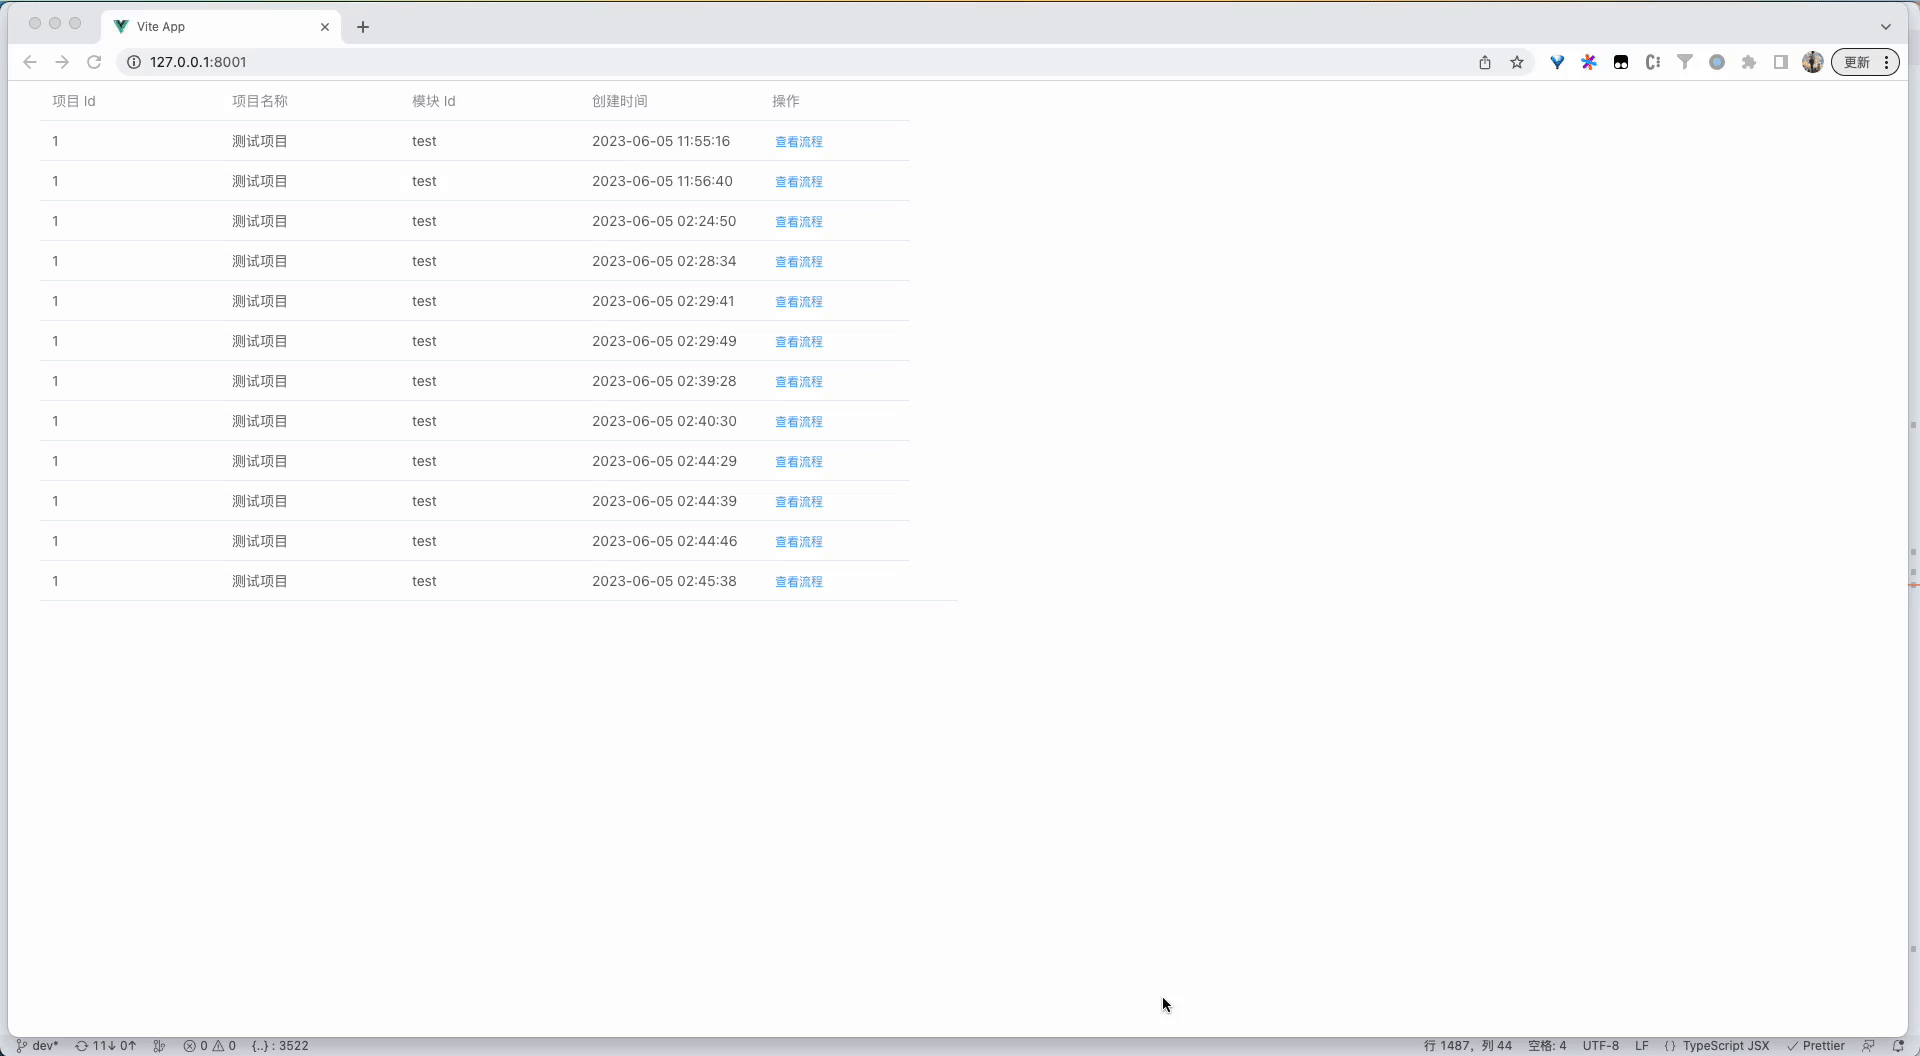 Vite App
127.0.0.1:8001
更新
项目 Id 项目名称 模块 Id 创建时间 操作
1 测试项目 test 2023-06-05 11:55:16 查看流程
1 测试项目 test 2023-06-05 11:56:40 查看流程
1 测试项目 test 2023-06-05 02:24:50 查看流程
1 测试项目 test 2023-06-05 02:28:34 查看流程
1 测试项目 test 2023-06-05 02:29:41 查看流程
1 测试项目 test 2023-06-05 02:29:49 查看流程
1 测试项目 test 2023-06-05 02:39:28 查看流程
1 测试项目 test 2023-06-05 02:40:30 查看流程
1 测试项目 test 2023-06-05 02:44:29 查看流程
1 测试项目 test 2023-06-05 02:44:39 查看流程
1 测试项目 test 2023-06-05 02:44:46 查看流程
1 测试项目 test 2023-06-05 02:45:38 查看流程
dev* 11↓ 0↑ 0 0 {..} : 3522 行 1487，列 44 空格: 4 UTF-8 LF {} TypeScript JSX Prettier